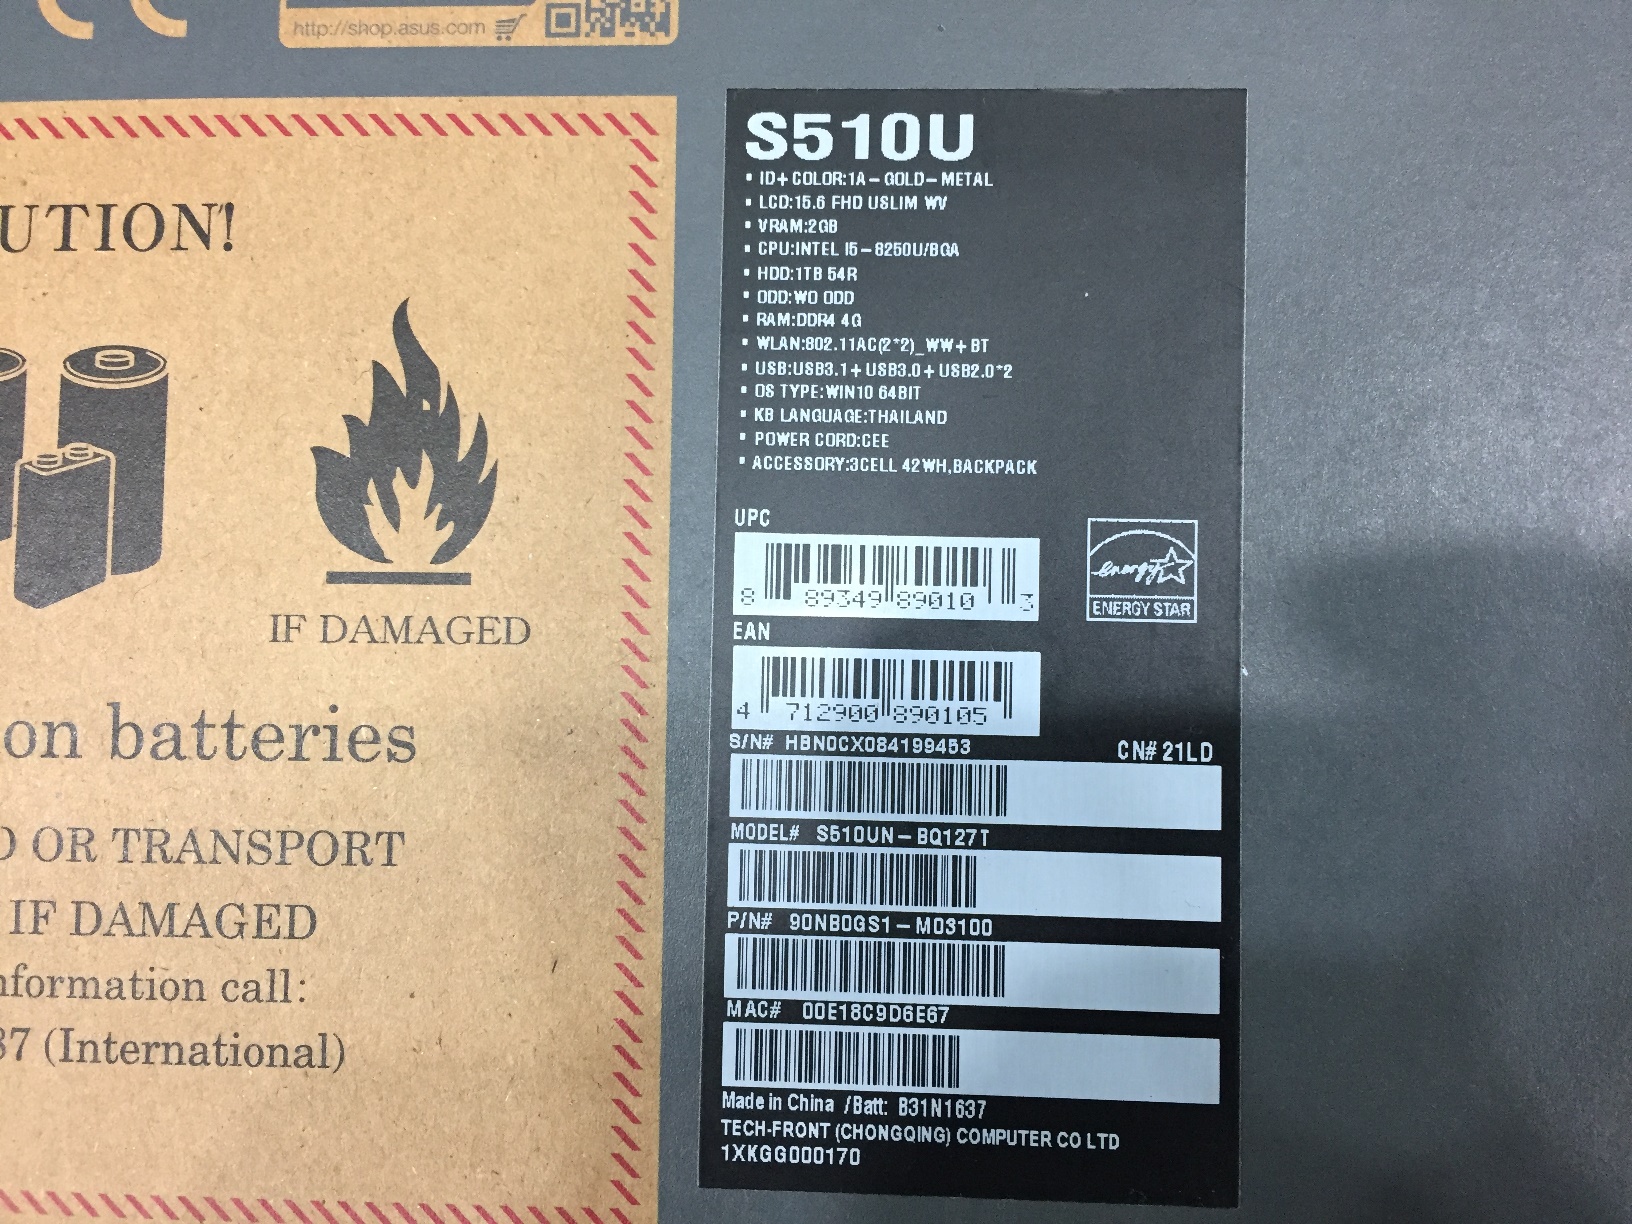 http://shop.asus.com
UTION!
IF DAMAGED
on batteries
D OR TRANSPORT
IF DAMAGED
nformation call:
37 (International)
S510U
▪ ID+COLOR:1A-GOLD-METAL
▪ LCD:15.6 FHD USLIM WV
▪ VRAM:2GB
▪ CPU:INTEL I5-8250U/BGA
▪ HDD:1TB 54R
▪ ODD:WO ODD
▪ RAM:DDR4 4G
▪ WLAN:802.11AC(2*2)_WW+BT
▪ USB:USB3.1+USB3.0+USB2.0*2
▪ OS TYPE:WIN10 64BIT
▪ KB LANGUAGE:THAILAND
▪ POWER CORD:CEE
▪ ACCESSORY:3CELL 42WH,BACKPACK
UPC
8 89349 89010 3
energy
ENERGY STAR
EAN
4 712900 890105
S/N# HBN0CX084199453 CN# 21LD
MODEL# S510UN-BQ127T
P/N# 90NB0GS1-M03100
MAC# 00E18C9D6E67
Made in China /Batt: B31N1637
TECH-FRONT (CHONGQING) COMPUTER CO LTD
1XKGG000170